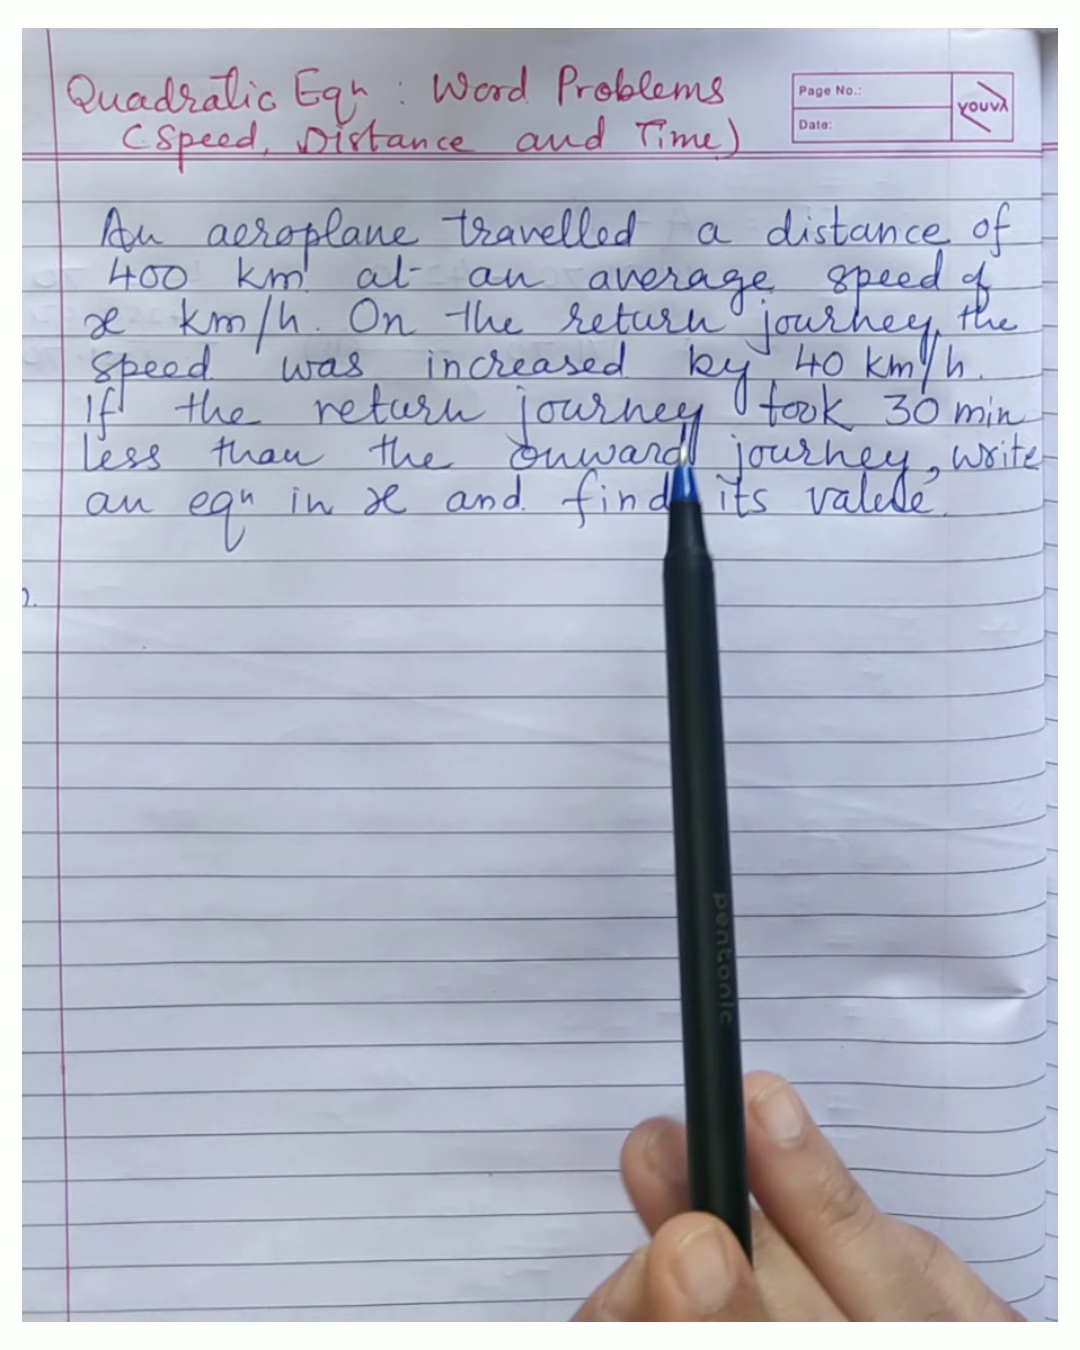 Quadratic Eqn : Word Problems
(Speed, Distance and Time)
Page No.:
Date:
YOUVA
An aeroplane travelled a distance of
400 km at an average speed of
x km/h. On the return journey, the
speed was increased by 40 km/h.
If the return journey took 30 min
less than the onward journey, write
an eqn in x and find its value.
pentonic